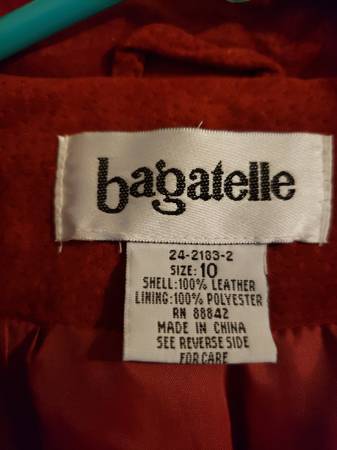 bagatelle
24-2183-2
SIZE: 10
SHELL:100% LEATHER
LINING:100% POLYESTER
RN 88842
MADE IN CHINA
SEE REVERSE SIDE
FOR CARE